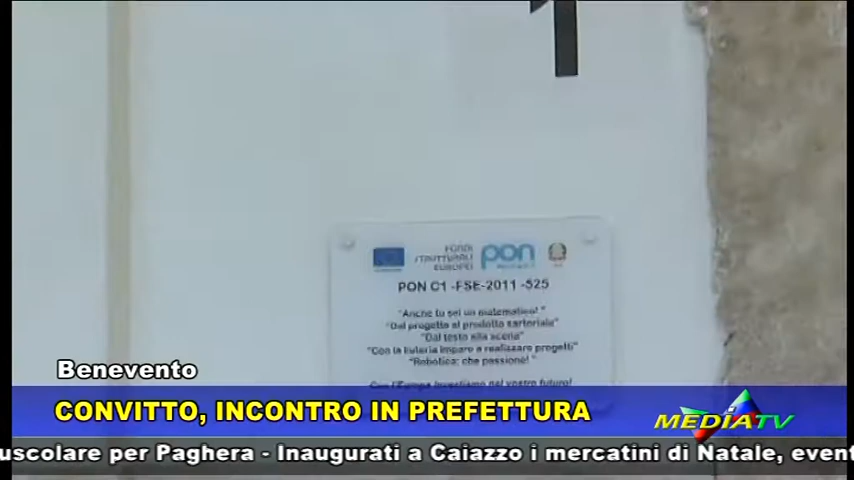 1
FONDI
STRUTTURALI
EUROPEI
pon
PON C1 -FSE-2011 -525
"Anche tu sei un matematico!"
"Dal progetto al prodotto sartoriale"
"Dal testo alla scena"
"Con la liuteria imparo a realizzare progetti"
"Robotica: che passione!"
Con l'Europa investiamo nel vostro futuro!
Benevento
CONVITTO, INCONTRO IN PREFETTURA
MEDIATV
uscolare per Paghera - Inaugurati a Caiazzo i mercatini di Natale, event